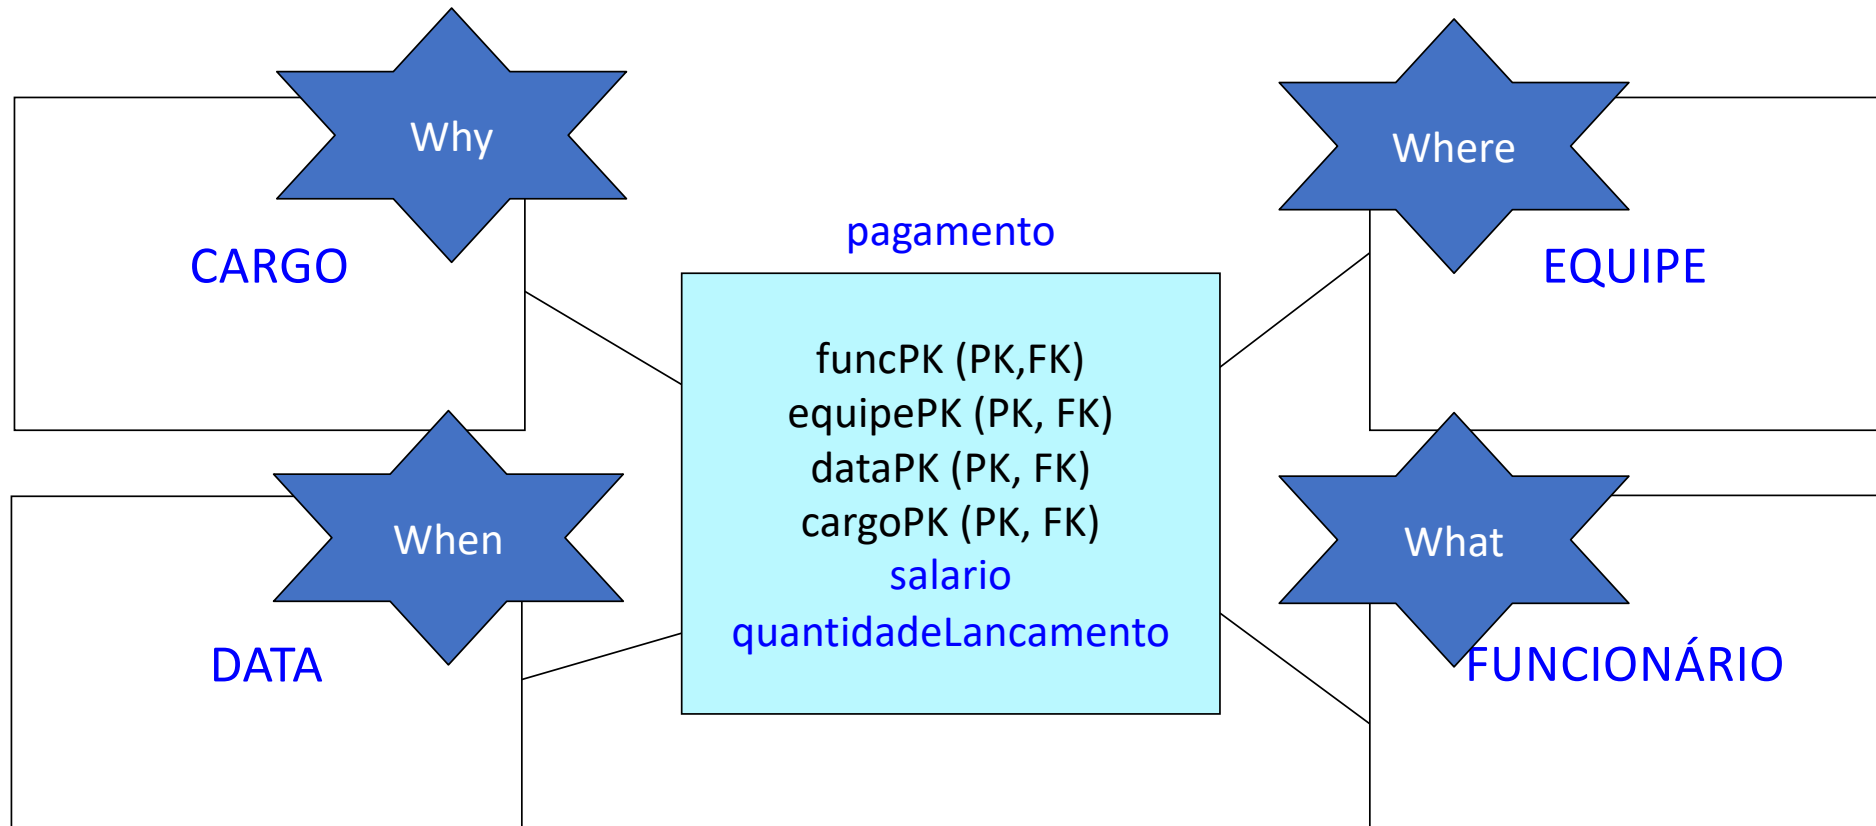 Why
Where
CARGO
pagamento
EQUIPE
funcPK (PK,FK)
equipePK (PK, FK)
dataPK (PK, FK)
cargoPK (PK, FK)
salario
quantidadeLancamento
When
What
DATA
FUNCIONÁRIO